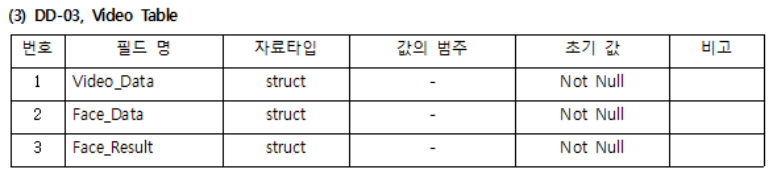 (3) DD-03, Video Table
번호 필드 명 자료타입 값의 범주 초기 값 비고
1 Video_Data struct - Not Null
2 Face_Data struct - Not Null
3 Face_Result struct - Not Null